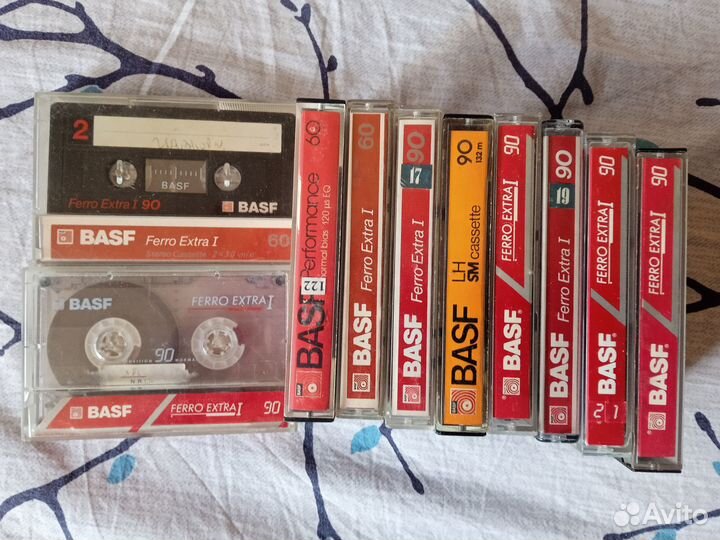 2
BASF
Ferro Extra I 90
BASF
BASF Ferro Extra I 60
Stereo Cassette 2×30 min
BASF FERRO EXTRA I
POSITION 90 NORMAL
BASF FERRO EXTRA I 90
BASF Performance 60
normal bias 120 µs EQ
122
BASF Ferro Extra I 60
BASF Ferro Extra I 90
17
BASF LH SM cassette 90
132 m
BASF FERRO EXTRA I 90
BASF Ferro Extra I 90
19
BASF FERRO EXTRA I 90
2 1
BASF FERRO EXTRA I 90
Avito